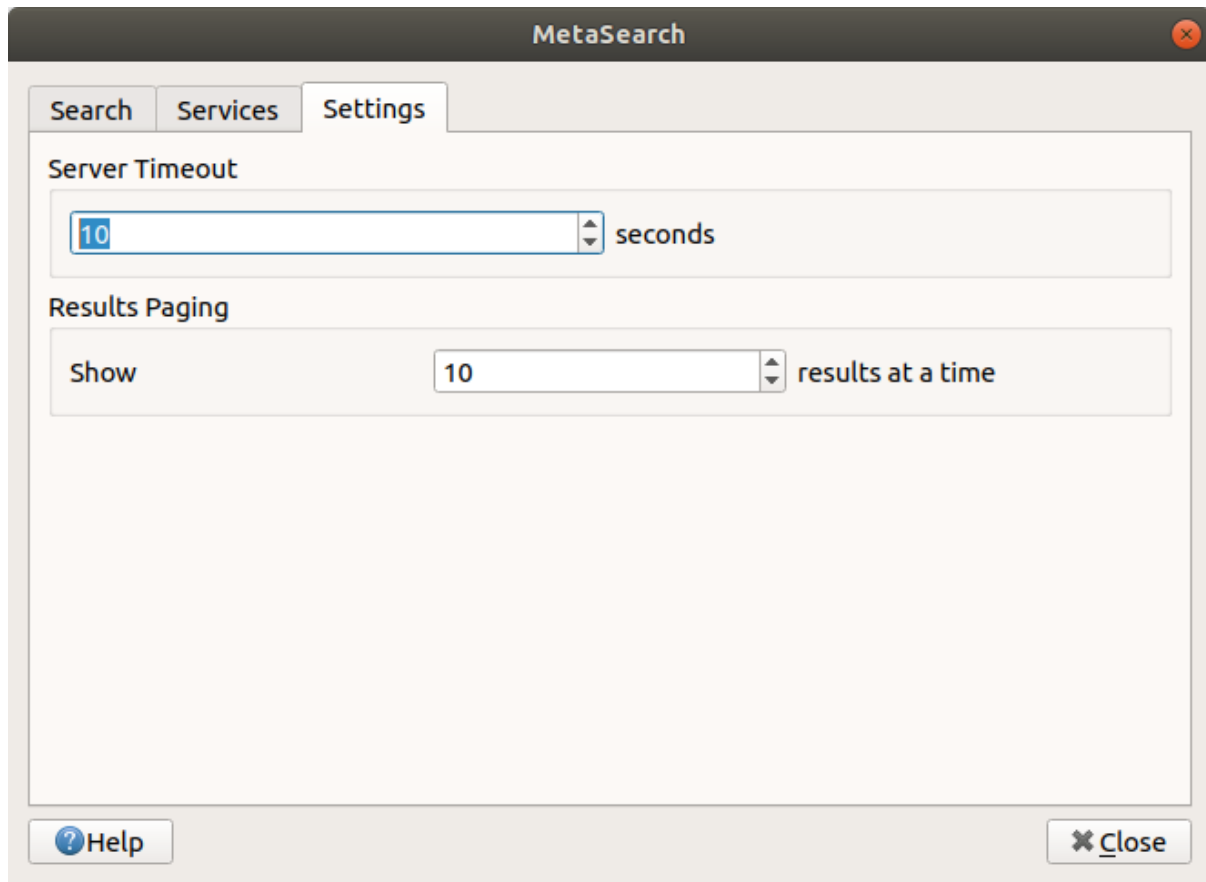 MetaSearch
Search Services Settings
Server Timeout
10 seconds
Results Paging
Show 10 results at a time
Help Close